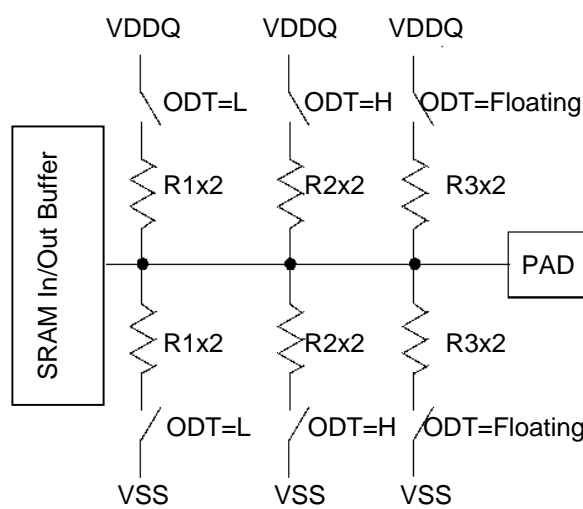 VDDQ VDDQ VDDQ
ODT=L ODT=H ODT=Floating
R1x2 R2x2 R3x2
SRAM In/Out Buffer
PAD
R1x2 R2x2 R3x2
ODT=L ODT=H ODT=Floating
VSS VSS VSS